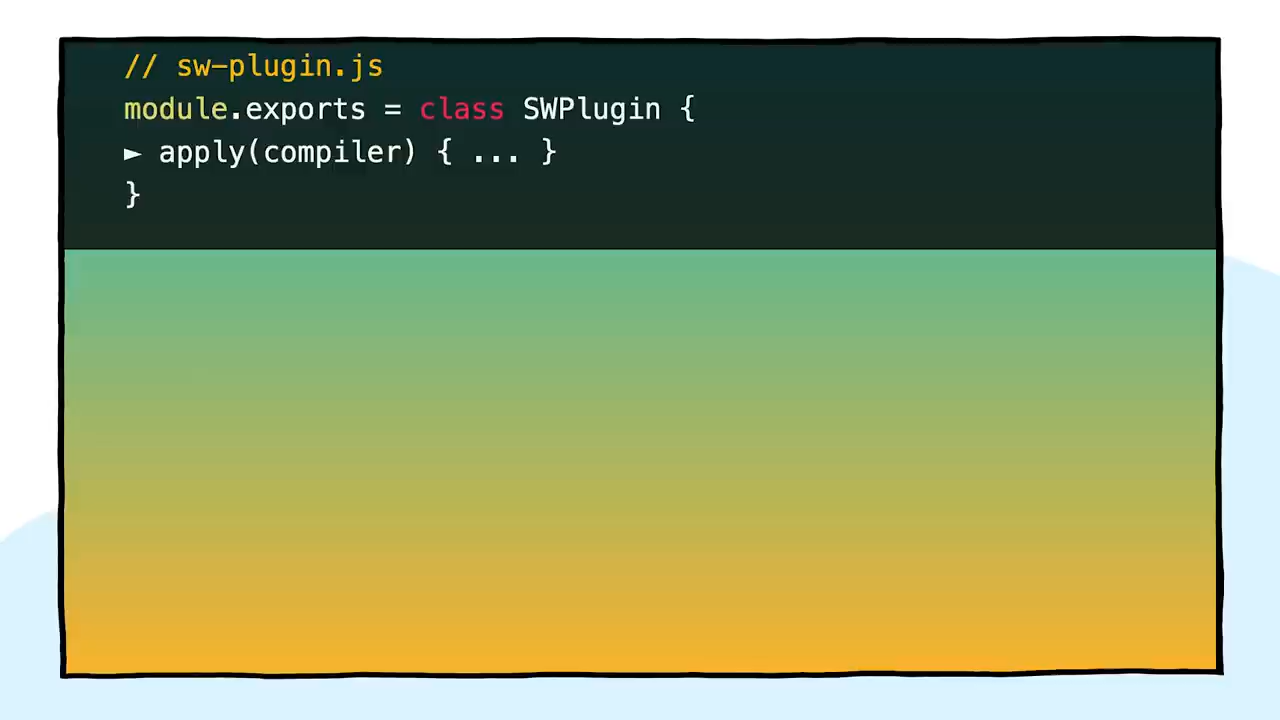 // sw-plugin.js
module.exports = class SWPlugin {
► apply(compiler) { ... }
}